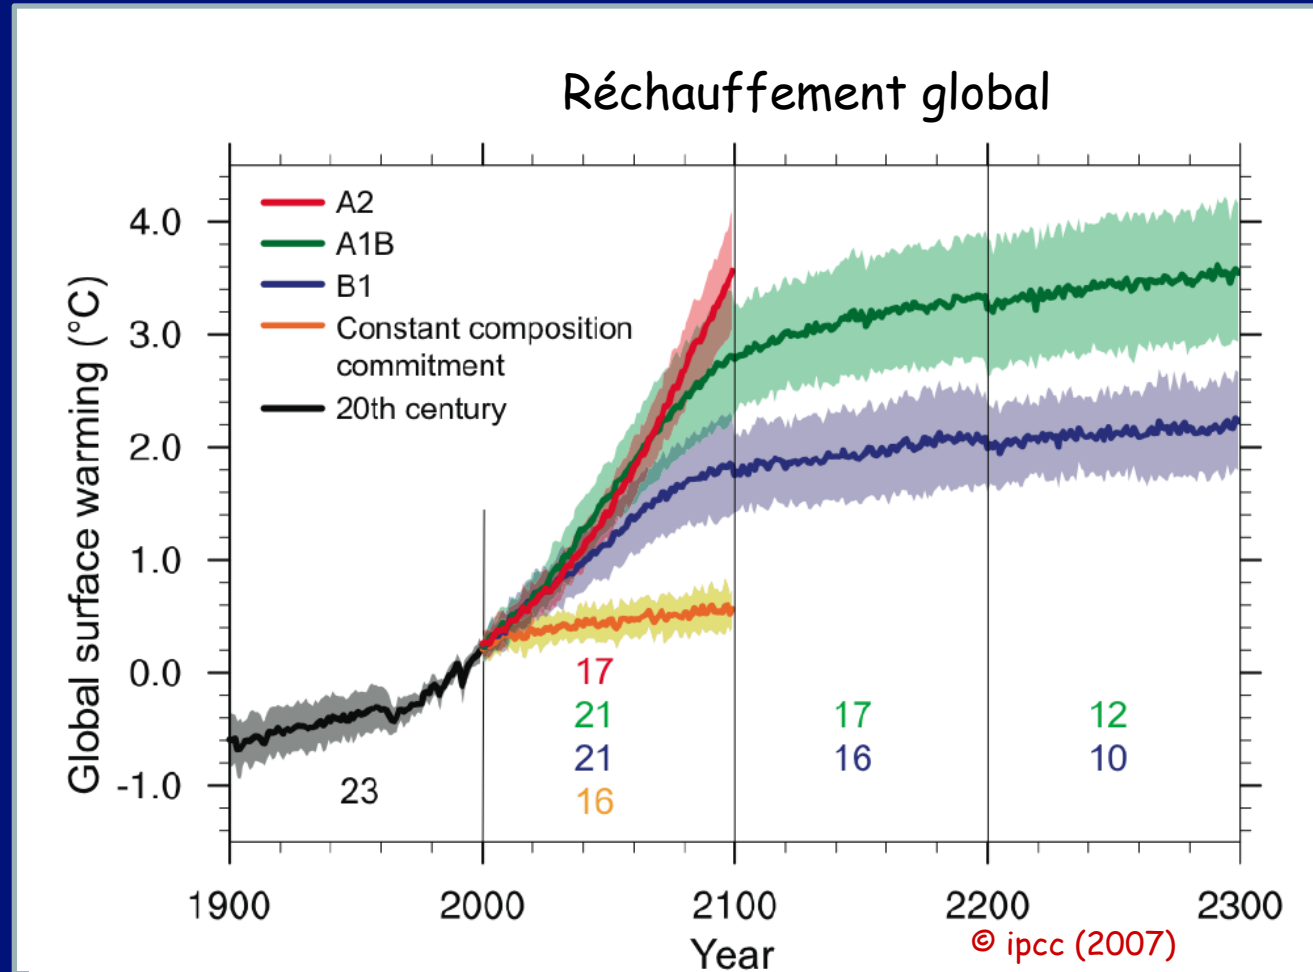 Réchauffement global
A2
A1B
B1
Constant composition
commitment
20th century
Global surface warming (°C)
4.0
3.0
2.0
1.0
0.0
-1.0
17
21
17
12
21
16
10
23
16
1900 2000 2100 2200 2300
Year
© ipcc (2007)